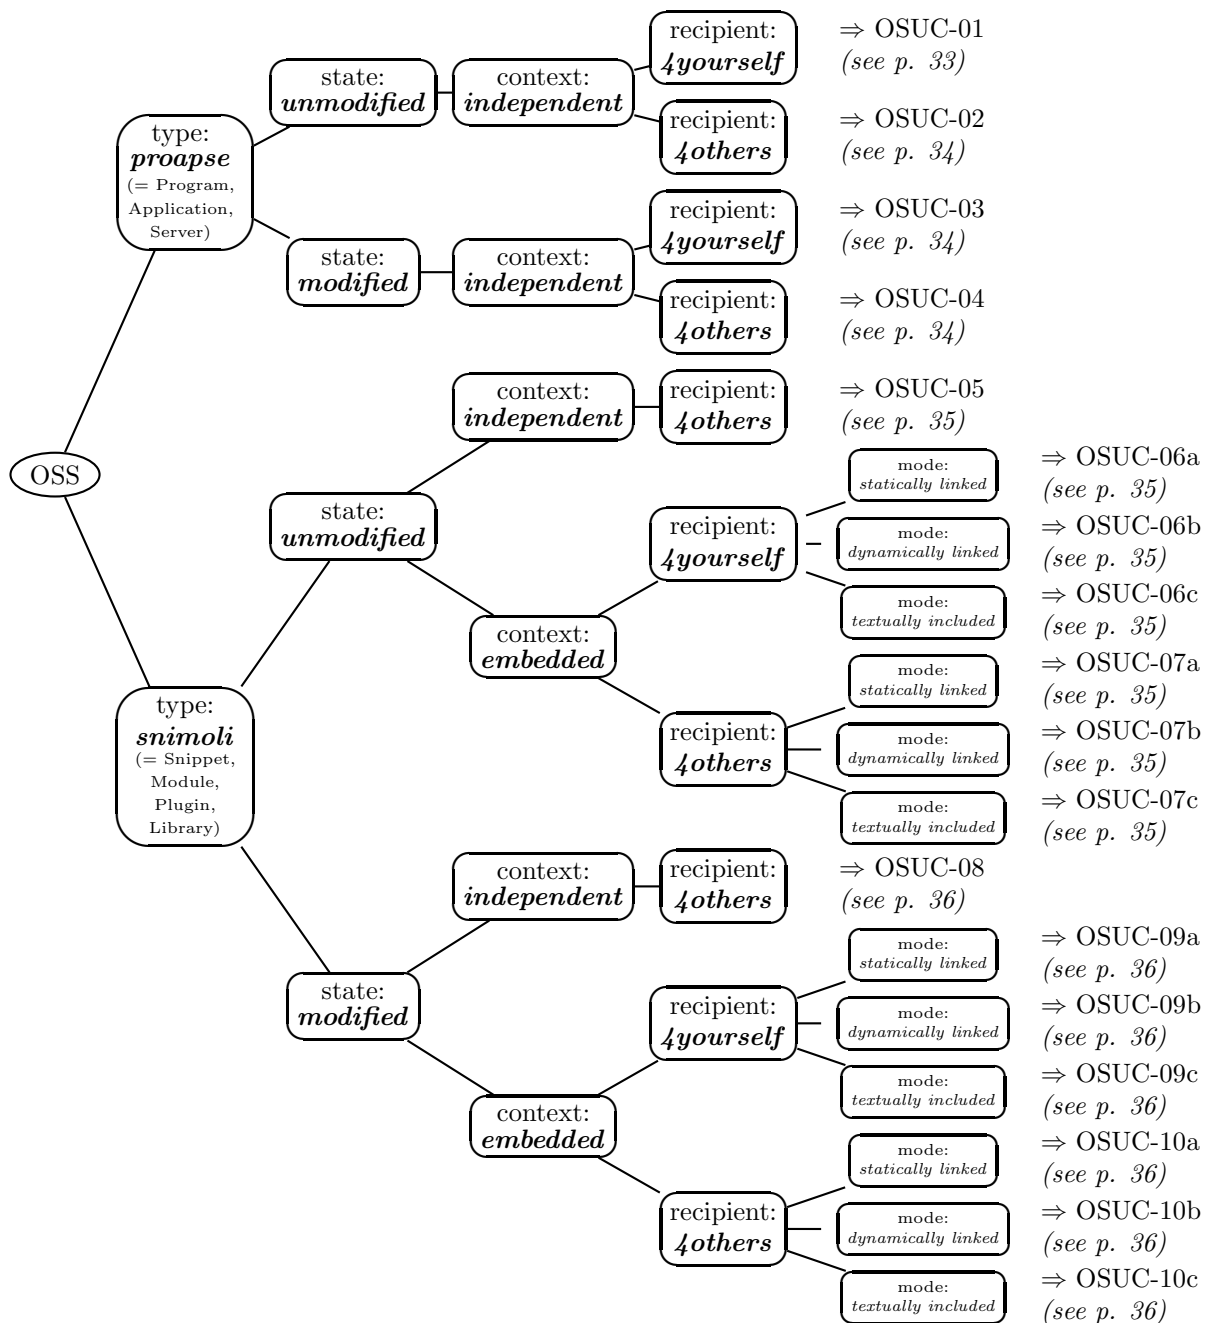 OSS
type:
proapse
(= Program,
Application,
Server)
state:
unmodified
context:
independent
recipient:
4yourself
⇒ OSUC-01
(see p. 33)
recipient:
4others
⇒ OSUC-02
(see p. 34)
state:
modified
context:
independent
recipient:
4yourself
⇒ OSUC-03
(see p. 34)
recipient:
4others
⇒ OSUC-04
(see p. 34)
type:
snimoli
(= Snippet,
Module,
Plugin,
Library)
state:
unmodified
context:
independent
recipient:
4others
⇒ OSUC-05
(see p. 35)
context:
embedded
recipient:
4yourself
mode:
statically linked
⇒ OSUC-06a
(see p. 35)
mode:
dynamically linked
⇒ OSUC-06b
(see p. 35)
mode:
textually included
⇒ OSUC-06c
(see p. 35)
recipient:
4others
mode:
statically linked
⇒ OSUC-07a
(see p. 35)
mode:
dynamically linked
⇒ OSUC-07b
(see p. 35)
mode:
textually included
⇒ OSUC-07c
(see p. 35)
state:
modified
context:
independent
recipient:
4others
⇒ OSUC-08
(see p. 36)
context:
embedded
recipient:
4yourself
mode:
statically linked
⇒ OSUC-09a
(see p. 36)
mode:
dynamically linked
⇒ OSUC-09b
(see p. 36)
mode:
textually included
⇒ OSUC-09c
(see p. 36)
recipient:
4others
mode:
statically linked
⇒ OSUC-10a
(see p. 36)
mode:
dynamically linked
⇒ OSUC-10b
(see p. 36)
mode:
textually included
⇒ OSUC-10c
(see p. 36)